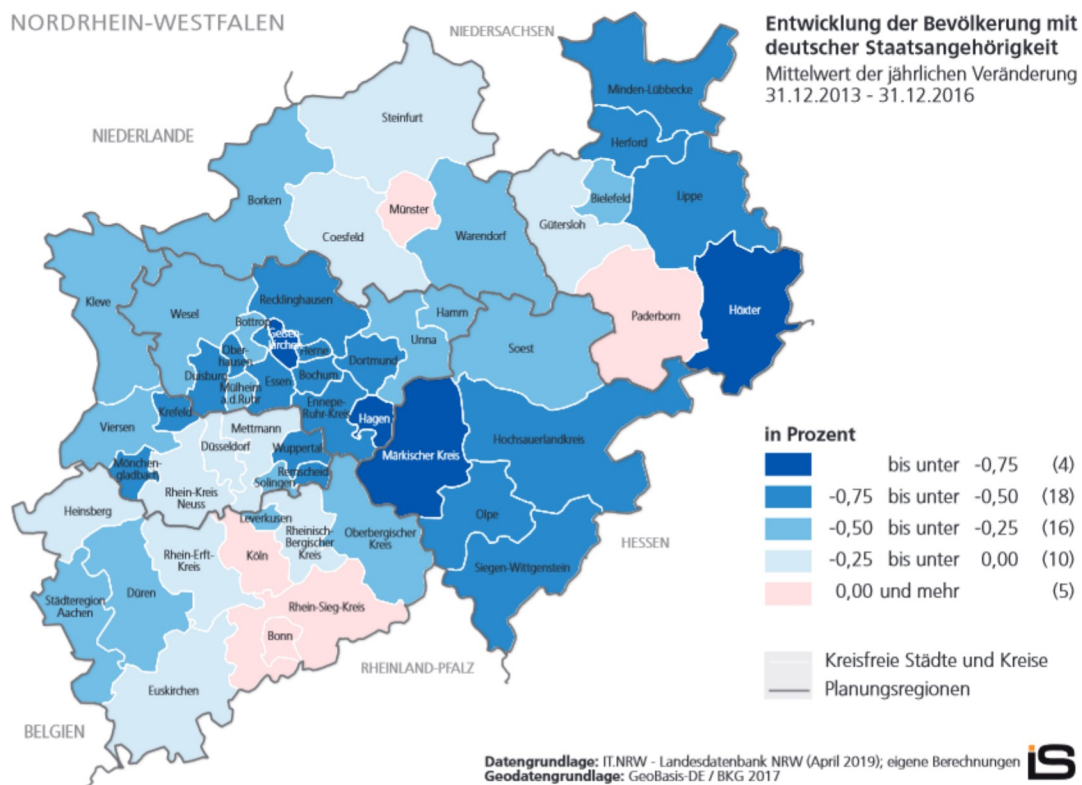 NORDRHEIN-WESTFALEN
Entwicklung der Bevölkerung mit
deutscher Staatsangehörigkeit
Mittelwert der jährlichen Veränderung
31.12.2013 - 31.12.2016
NIEDERSACHSEN
NIEDERLANDE
Minden-Lübbecke
Steinfurt
Herford
Borken
Münster
Bielefeld
Lippe
Coesfeld
Warendorf
Gütersloh
Kleve
Wesel
Recklinghausen
Bottrop
Gelsen-
kirchen
Hamm
Unna
Soest
Paderborn
Höxter
Ober-
hausen
Herne
Dortmund
Duisburg
Mülheim
a.d.Ruhr
Essen
Bochum
Ennepe-
Ruhr-Kreis
Hagen
Krefeld
Viersen
Mettmann
Düsseldorf
Wuppertal
Märkischer Kreis
Hochsauerlandkreis
Mönchen-
gladbach
Rhein-Kreis
Neuss
Remscheid
Solingen
Heinsberg
Leverkusen
Rheinisch-
Bergischer
Kreis
Oberbergischer
Kreis
Olpe
HESSEN
Rhein-Erft-
Kreis
Köln
Siegen-Wittgenstein
Städteregion
Aachen
Düren
Rhein-Sieg-Kreis
Bonn
RHEINLAND-PFALZ
Euskirchen
BELGIEN
in Prozent
bis unter -0,75 (4)
-0,75 bis unter -0,50 (18)
-0,50 bis unter -0,25 (16)
-0,25 bis unter 0,00 (10)
0,00 und mehr (5)
Kreisfreie Städte und Kreise
Planungsregionen
Datengrundlage: IT.NRW - Landesdatenbank NRW (April 2019); eigene Berechnungen
Geodatengrundlage: GeoBasis-DE / BKG 2017
iS